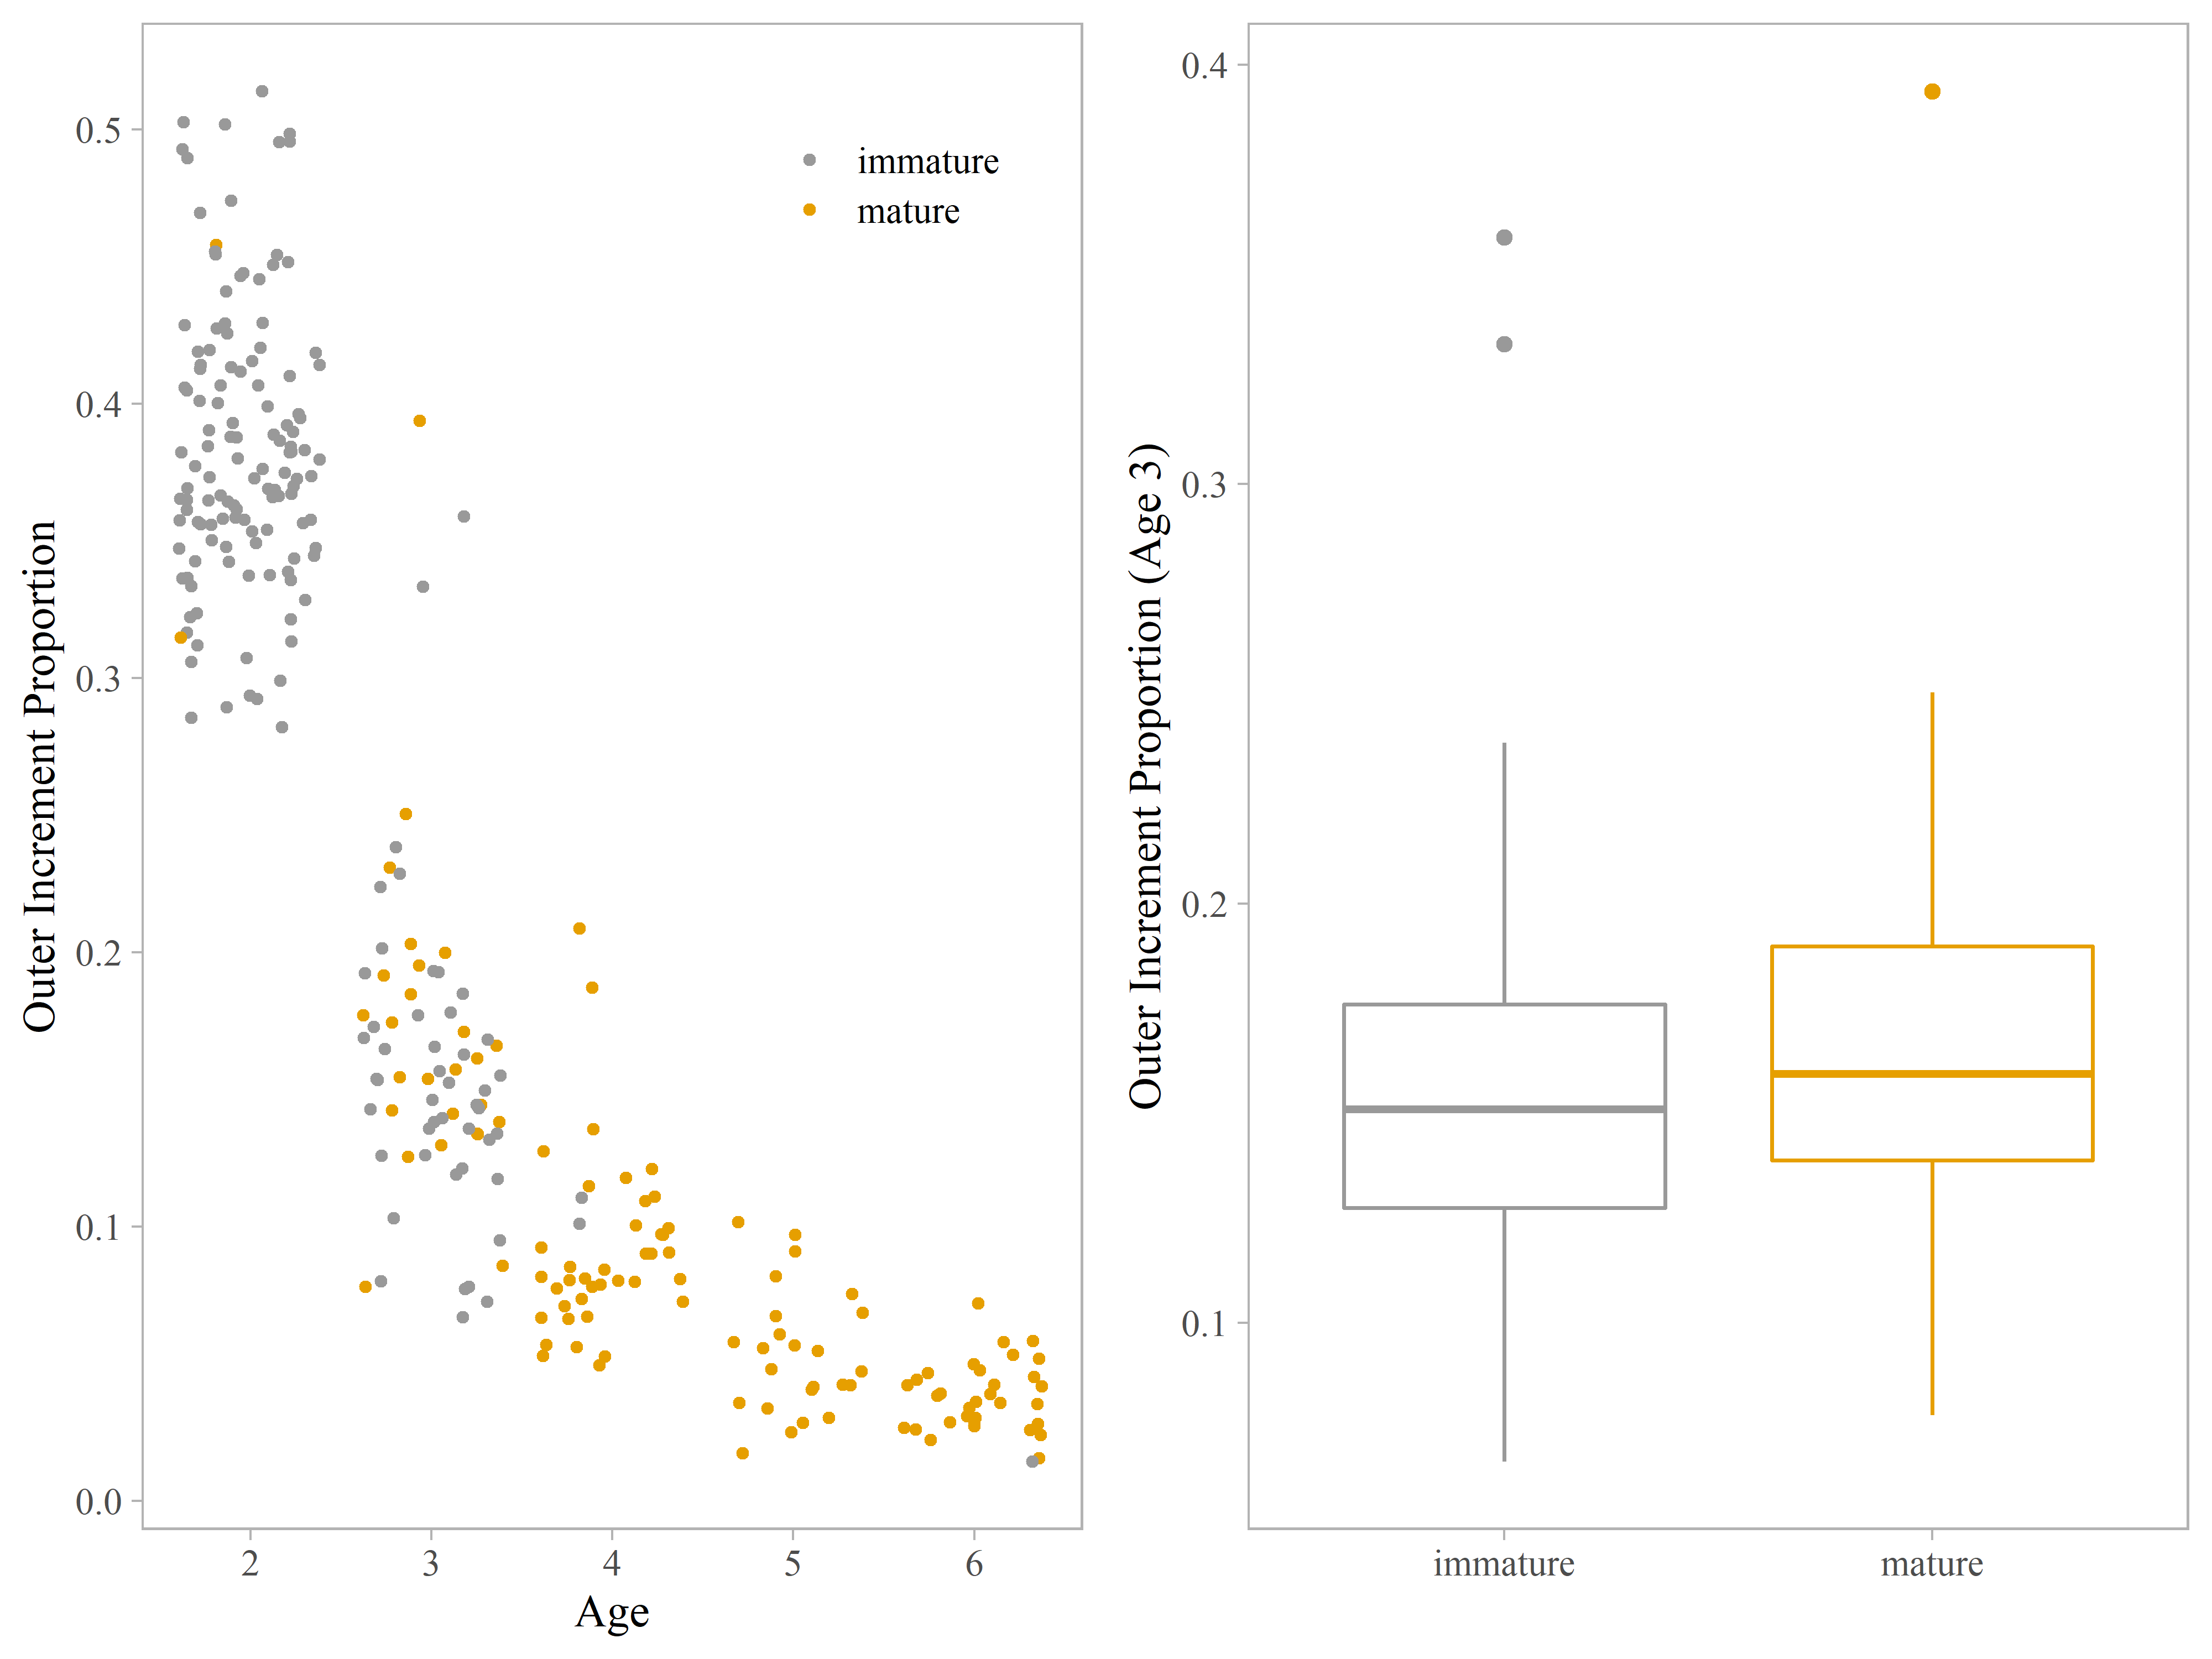 Outer Increment Proportion
0.5
0.4
0.3
0.2
0.1
0.0
immature
mature
2 3 4 5 6
Age
Outer Increment Proportion (Age 3)
0.4
0.3
0.2
0.1
immature mature